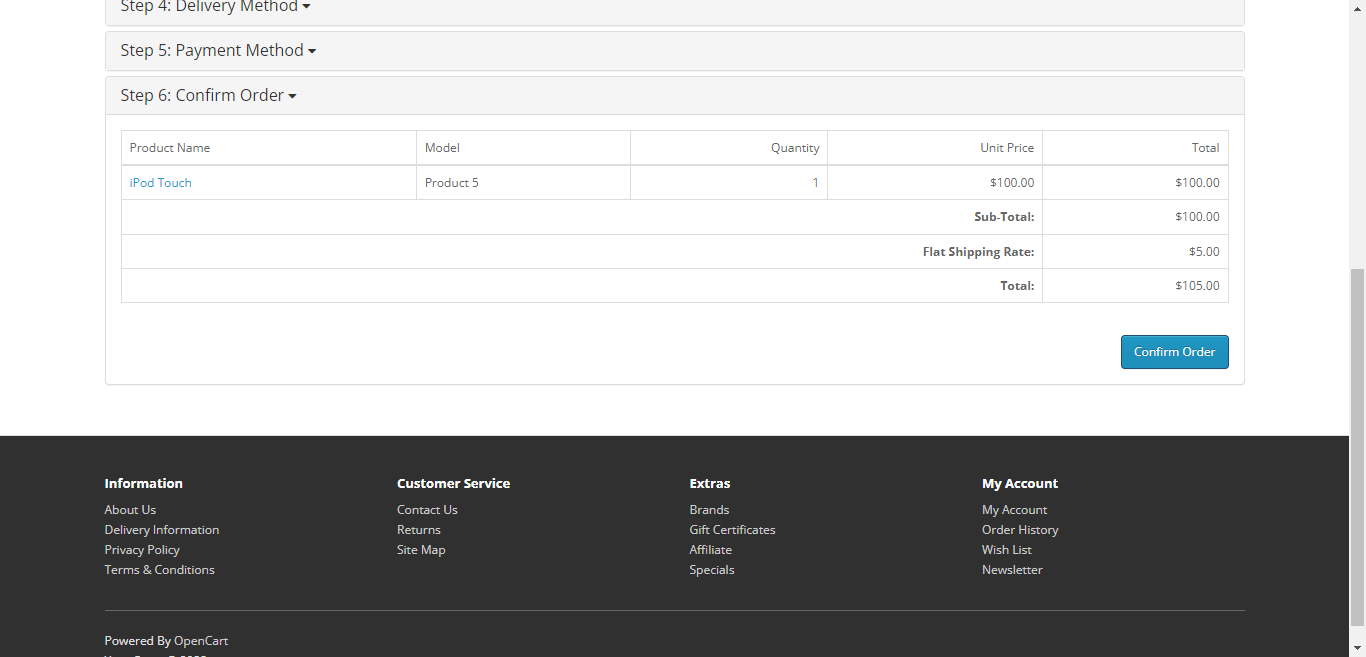 Step 4: Delivery Method
Step 5: Payment Method
Step 6: Confirm Order
Product Name Model Quantity Unit Price Total
iPod Touch Product 5 1 $100.00 $100.00
Sub-Total: $100.00
Flat Shipping Rate: $5.00
Total: $105.00
Confirm Order
Information Customer Service Extras My Account
About Us Contact Us Brands My Account
Delivery Information Returns Gift Certificates Order History
Privacy Policy Site Map Affiliate Wish List
Terms & Conditions Specials Newsletter
Powered By OpenCart